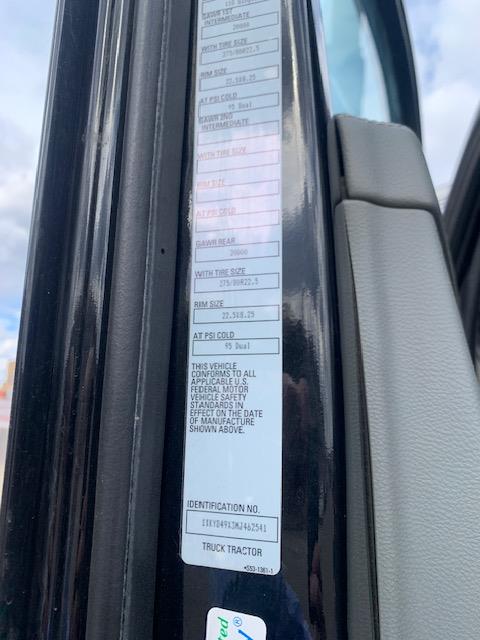 GAWR 1ST
INTERMEDIATE
20000
WITH TIRE SIZE
275/80R22.5
RIM SIZE
22.5X8.25
AT PSI COLD
95 Dual
GAWR 2ND
INTERMEDIATE
WITH TIRE SIZE
RIM SIZE
AT PSI COLD
GAWR REAR
20000
WITH TIRE SIZE
275/80R22.5
RIM SIZE
22.5X8.25
AT PSI COLD
95 Dual
THIS VEHICLE
CONFORMS TO ALL
APPLICABLE U.S.
FEDERAL MOTOR
VEHICLE SAFETY
STANDARDS IN
EFFECT ON THE DATE
OF MANUFACTURE
SHOWN ABOVE.
IDENTIFICATION NO.
1XKYD49X3MJ462541
TRUCK TRACTOR